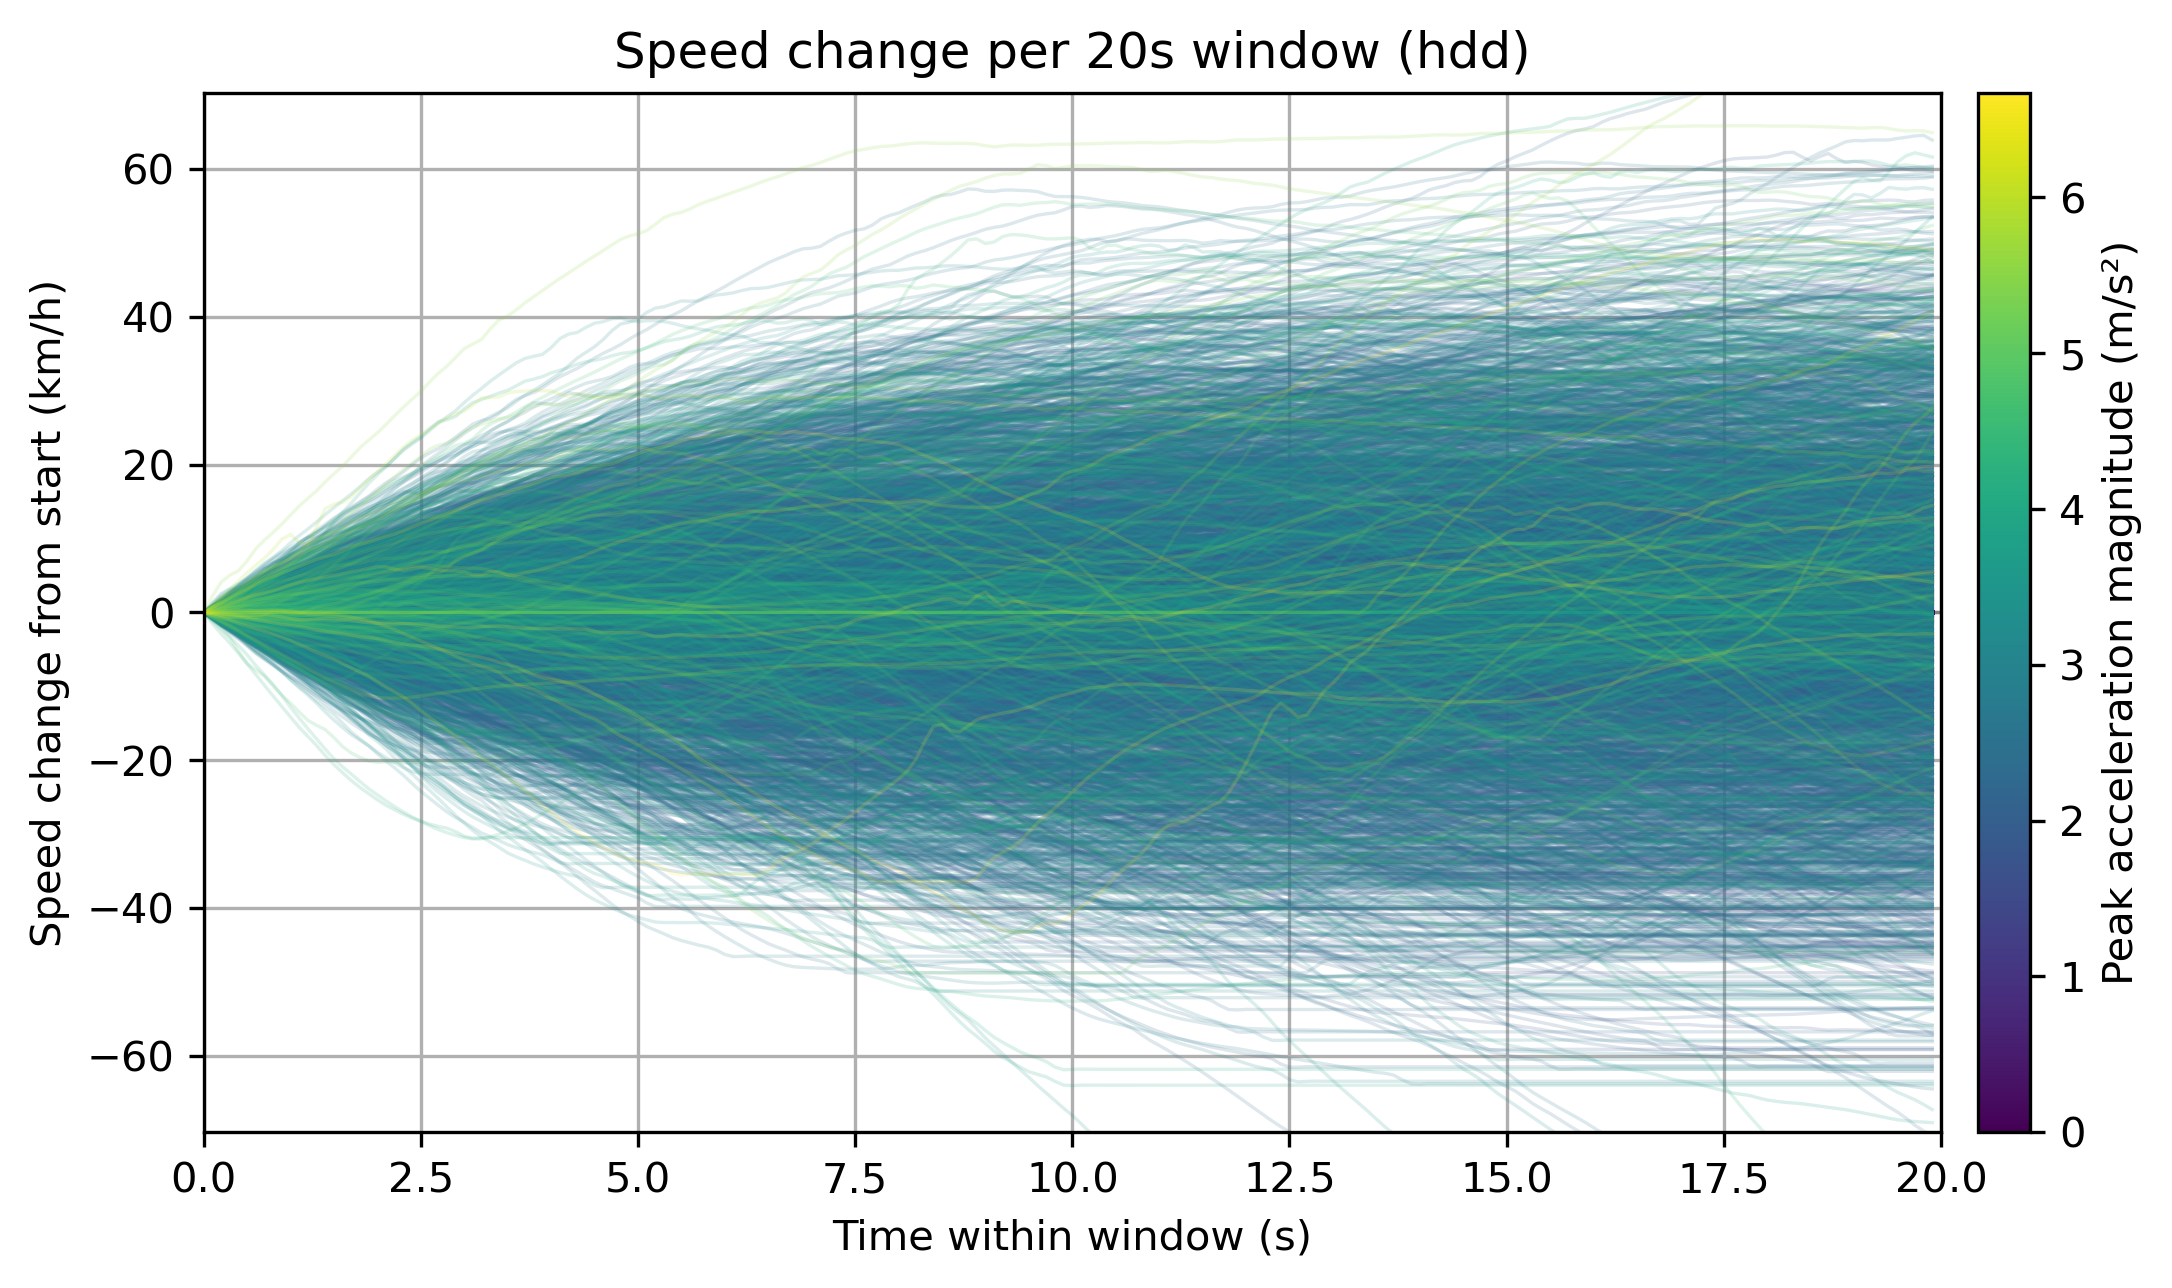 Speed change per 20s window (hdd)
Speed change from start (km/h)
60
40
20
0
−20
−40
−60
0.0 2.5 5.0 7.5 10.0 12.5 15.0 17.5 20.0
Time within window (s)
6
5
4
3
2
1
0
Peak acceleration magnitude (m/s²)